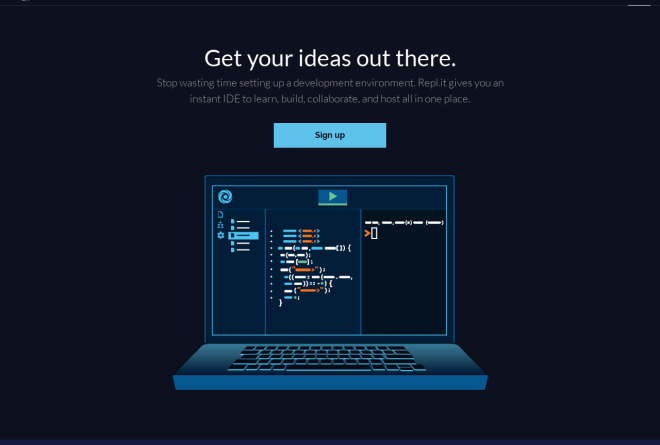 Get your ideas out there.
Stop wasting time setting up a development environment. Repl.it gives you an
instant IDE to learn, build, collaborate, and host all in one place.
Sign up